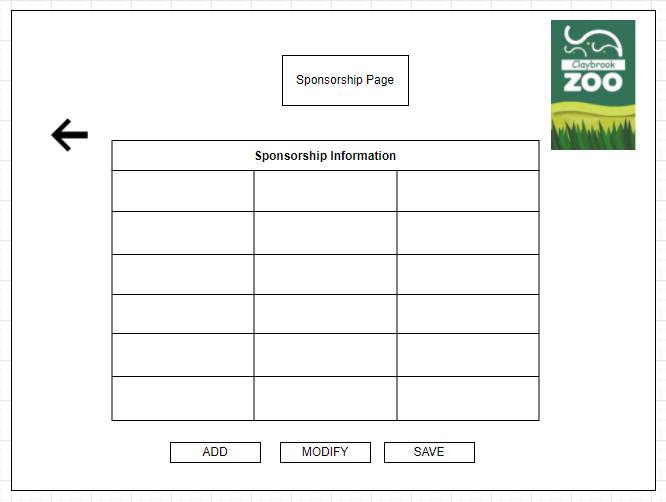 Claybrook
ZOO
Sponsorship Page
Sponsorship Information
ADD
MODIFY
SAVE